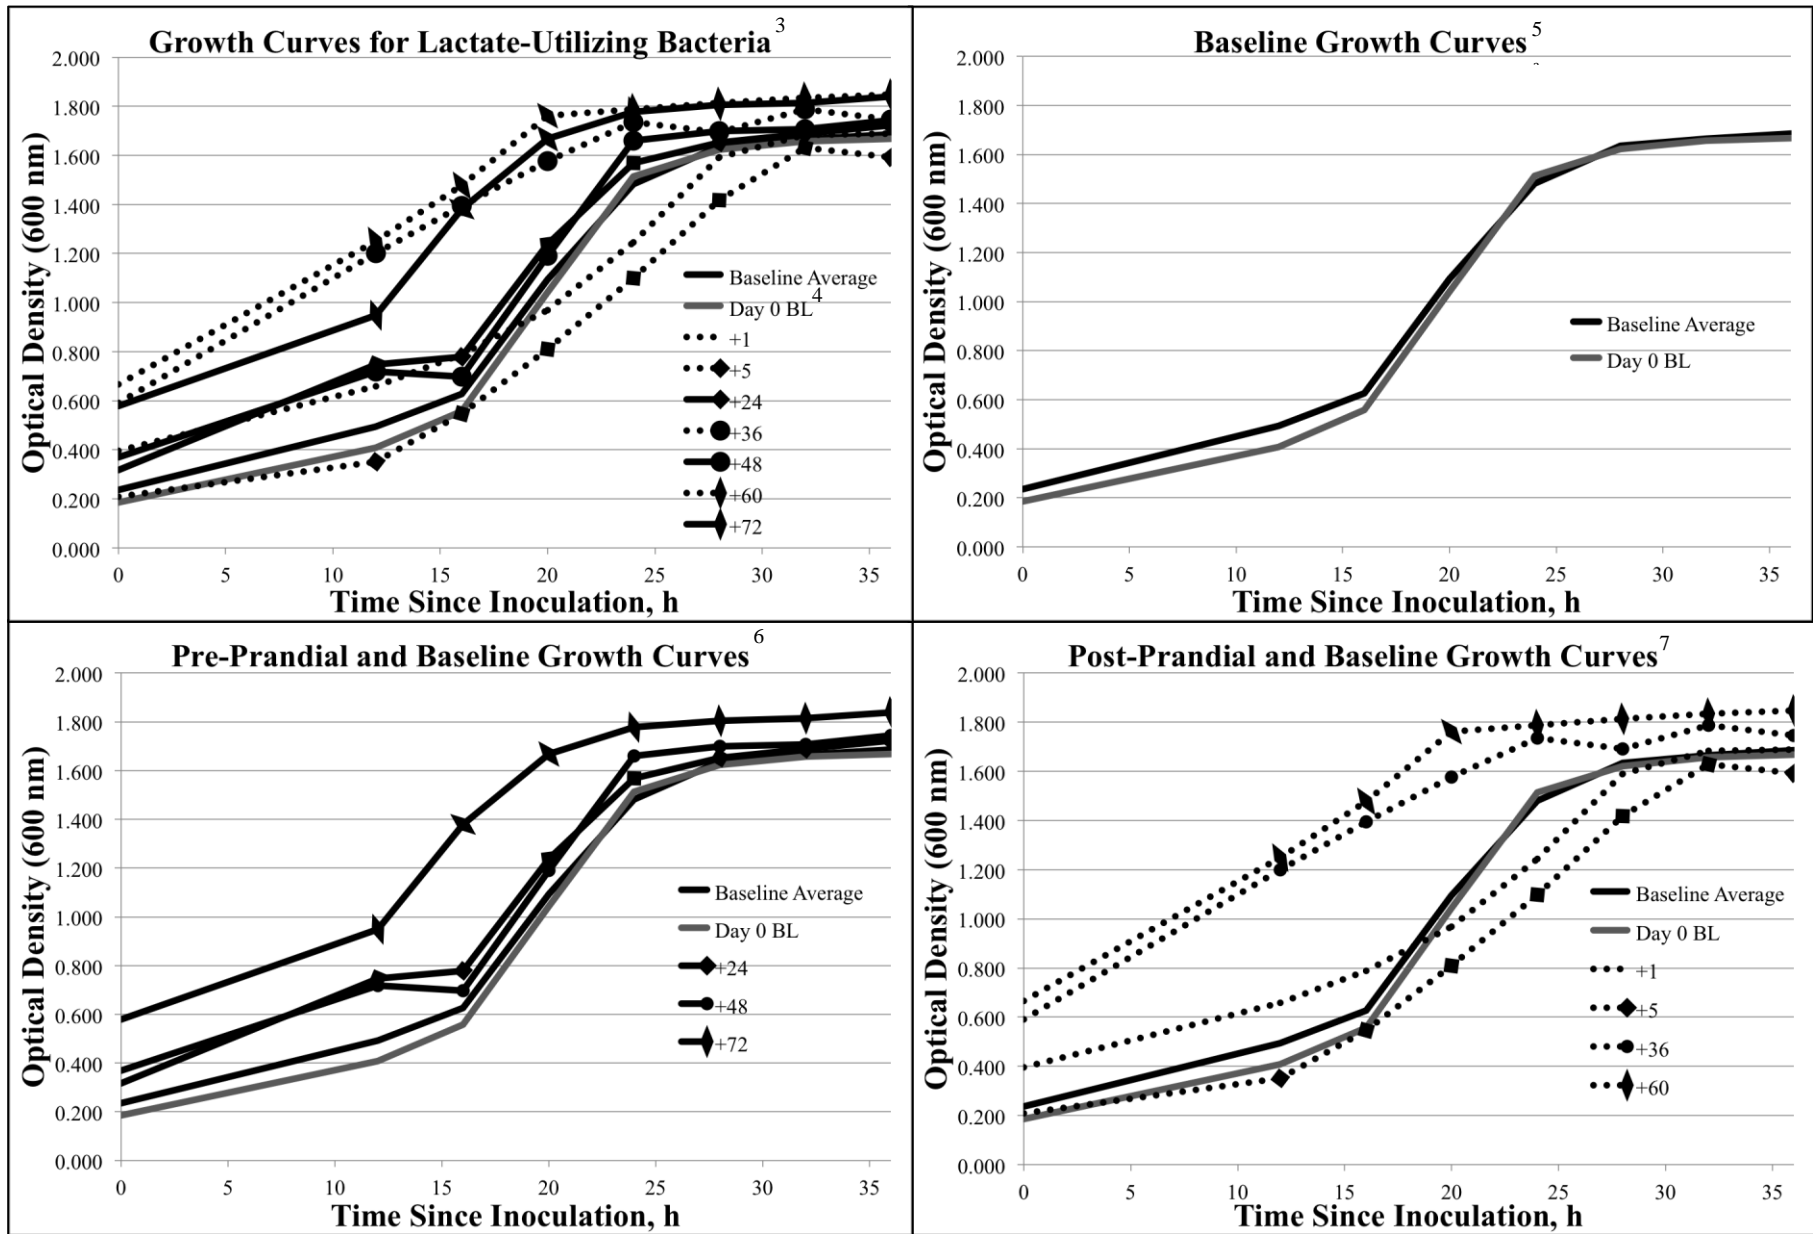 Growth Curves for Lactate-Utilizing Bacteria 3
Optical Density (600 nm)
2.000
1.800
1.600
1.400
1.200
1.000
0.800
0.600
0.400
0.200
0.000
Baseline Average
Day 0 BL 4
+1
+5
+24
+36
+48
+60
+72
0 5 10 15 20 25 30 35
Time Since Inoculation, h
Baseline Growth Curves 5
Optical Density (600 nm)
2.000
1.800
1.600
1.400
1.200
1.000
0.800
0.600
0.400
0.200
0.000
Baseline Average
Day 0 BL
0 5 10 15 20 25 30 35
Time Since Inoculation, h
Pre-Prandial and Baseline Growth Curves 6
Optical Density (600 nm)
2.000
1.800
1.600
1.400
1.200
1.000
0.800
0.600
0.400
0.200
0.000
Baseline Average
Day 0 BL
+24
+48
+72
0 5 10 15 20 25 30 35
Time Since Inoculation, h
Post-Prandial and Baseline Growth Curves 7
Optical Density (600 nm)
2.000
1.800
1.600
1.400
1.200
1.000
0.800
0.600
0.400
0.200
0.000
Baseline Average
Day 0 BL
+1
+5
+36
+60
0 5 10 15 20 25 30 35
Time Since Inoculation, h